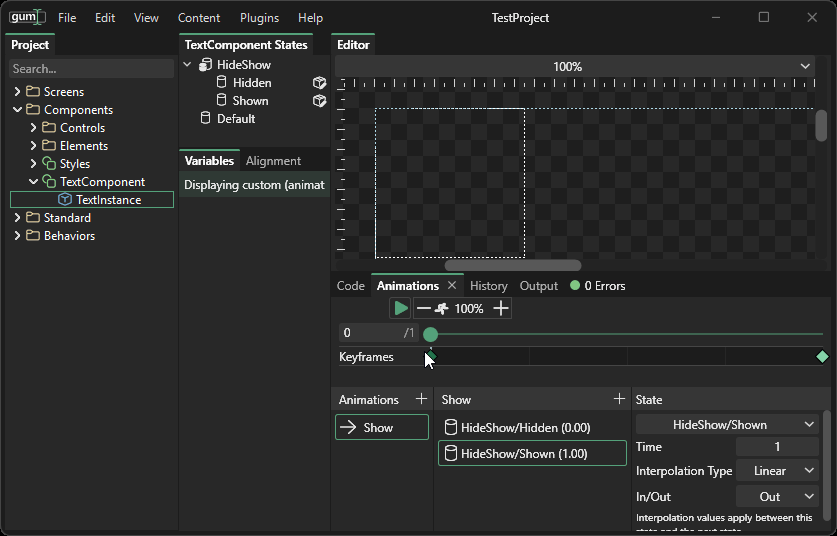 gum File Edit View Content Plugins Help TestProject
Project
Search...
Screens
Components
Controls
Elements
Styles
TextComponent
TextInstance
Standard
Behaviors
TextComponent States
HideShow
Hidden
Shown
Default
Variables Alignment
Displaying custom (animat
Editor
100%
Code Animations History Output 0 Errors
100%
0 /1
Keyframes
Animations
Show
Show
HideShow/Hidden (0.00)
HideShow/Shown (1.00)
State
HideShow/Shown
Time 1
Interpolation Type Linear
In/Out Out
Interpolation values apply between this
state and the next state